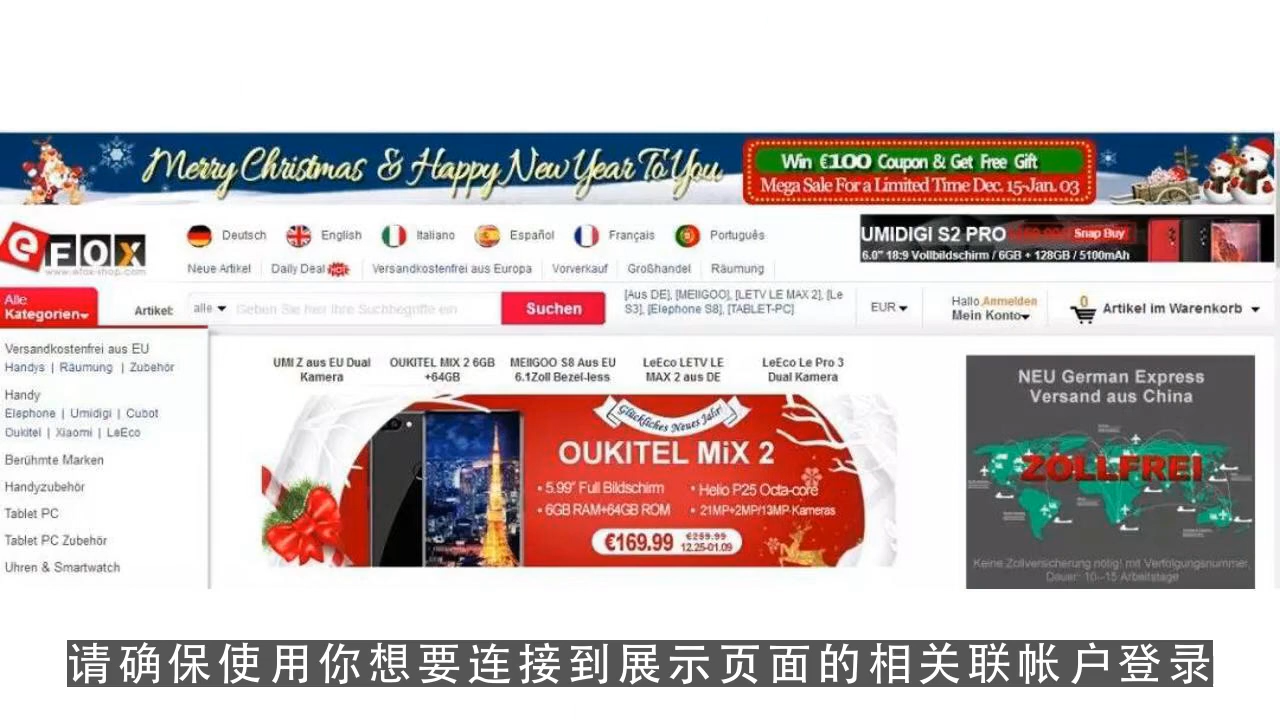 Merry Christmas & Happy New Year To You
Win €100 Coupon & Get Free Gift
Mega Sale For a Limited Time Dec. 15-Jan. 03
eFOX
www.efox-shop.com
Deutsch English Italiano Español Français Português
Neue Artikel Daily Deal HOT Versandkostenfrei aus Europa Vorverkauf Großhandel Räumung
UMIDIGI S2 PRO Snap Buy
6.0" 18:9 Vollbildschirm / 6GB + 128GB / 5100mAh
Alle
Kategorien
Artikel: alle Geben Sie hier Ihre Suchbegriffe ein Suchen
[Aus DE], [MEIIGOO], [LETV LE MAX 2], [Le
S3], [Elephone S8], [TABLET-PC]
EUR
Hallo Anmelden
Mein Konto
0
Artikel im Warenkorb
Versandkostenfrei aus EU
Handys | Räumung | Zubehör
Handy
Elephone | Umidigi | Cubot
Oukitel | Xiaomi | LeEco
Berühmte Marken
Handyzubehör
Tablet PC
Tablet PC Zubehör
Uhren & Smartwatch
UMI Z aus EU Dual
Kamera
OUKITEL MIX 2 6GB
+64GB
MEIIGOO S8 Aus EU
6.1Zoll Bezel-less
LeEco LETV LE
MAX 2 aus DE
LeEco Le Pro 3
Dual Kamera
Glückliches Neues Jahr!
OUKITEL MiX 2
• 5.99" Full Bildschirm • Helio P25 Octa-core
• 6GB RAM+64GB ROM • 21MP+2MP/13MP Kameras
€169.99 €259.99
12.25-01.09
NEU German Express
Versand aus China
ZOLLFREI
Keine Zollversicherung nötig! mit Verfolgungsnummer,
Dauer: 10--15 Arbeitstage
请确保使用你想要连接到展示页面的相关联帐户登录